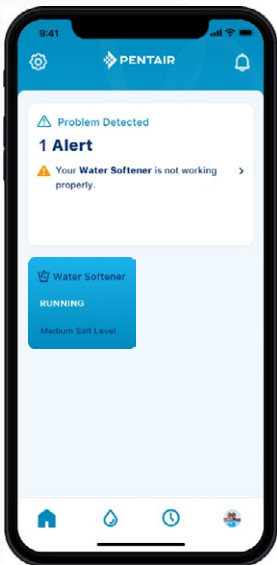 9:41
PENTAIR
Problem Detected
1 Alert
Your Water Softener is not working
properly.
Water Softener
RUNNING
Medium Salt Level